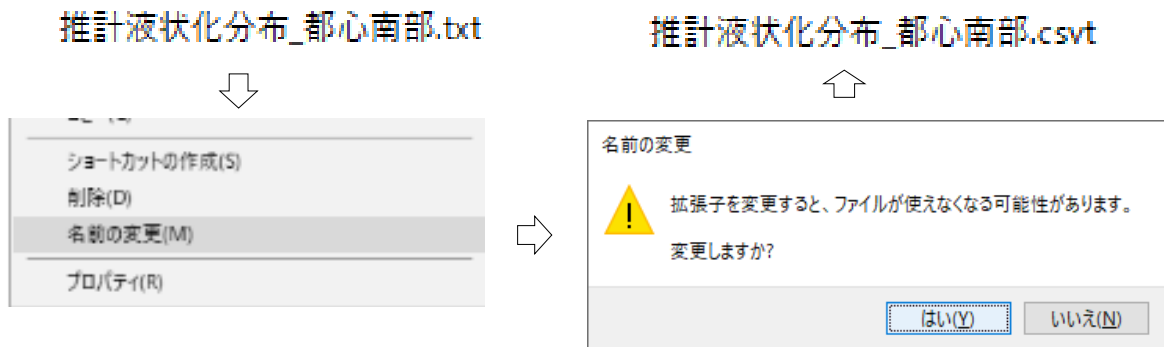 推計液状化分布_都心南部.txt
推計液状化分布_都心南部.csvt
ショートカットの作成(S)
削除(D)
名前の変更(M)
プロパティ(R)
名前の変更
拡張子を変更すると、ファイルが使えなくなる可能性があります。
変更しますか?
はい(Y)
いいえ(N)